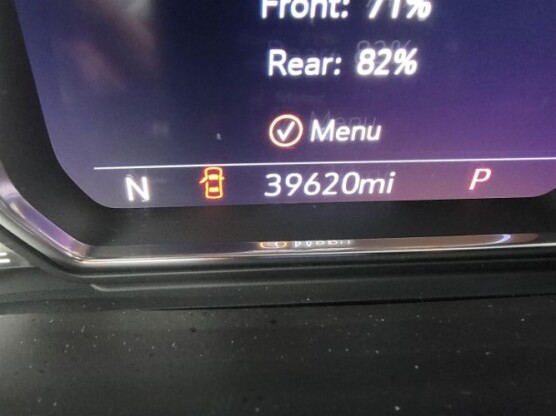 Front: 71%
Rear: 82%
Menu
N 39620mi P